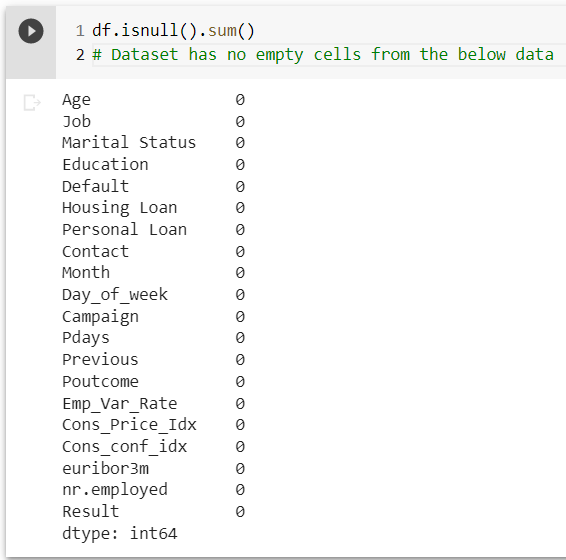 1 df.isnull().sum()
2 # Dataset has no empty cells from the below data
Age 0
Job 0
Marital Status 0
Education 0
Default 0
Housing Loan 0
Personal Loan 0
Contact 0
Month 0
Day_of_week 0
Campaign 0
Pdays 0
Previous 0
Poutcome 0
Emp_Var_Rate 0
Cons_Price_Idx 0
Cons_conf_idx 0
euribor3m 0
nr.employed 0
Result 0
dtype: int64